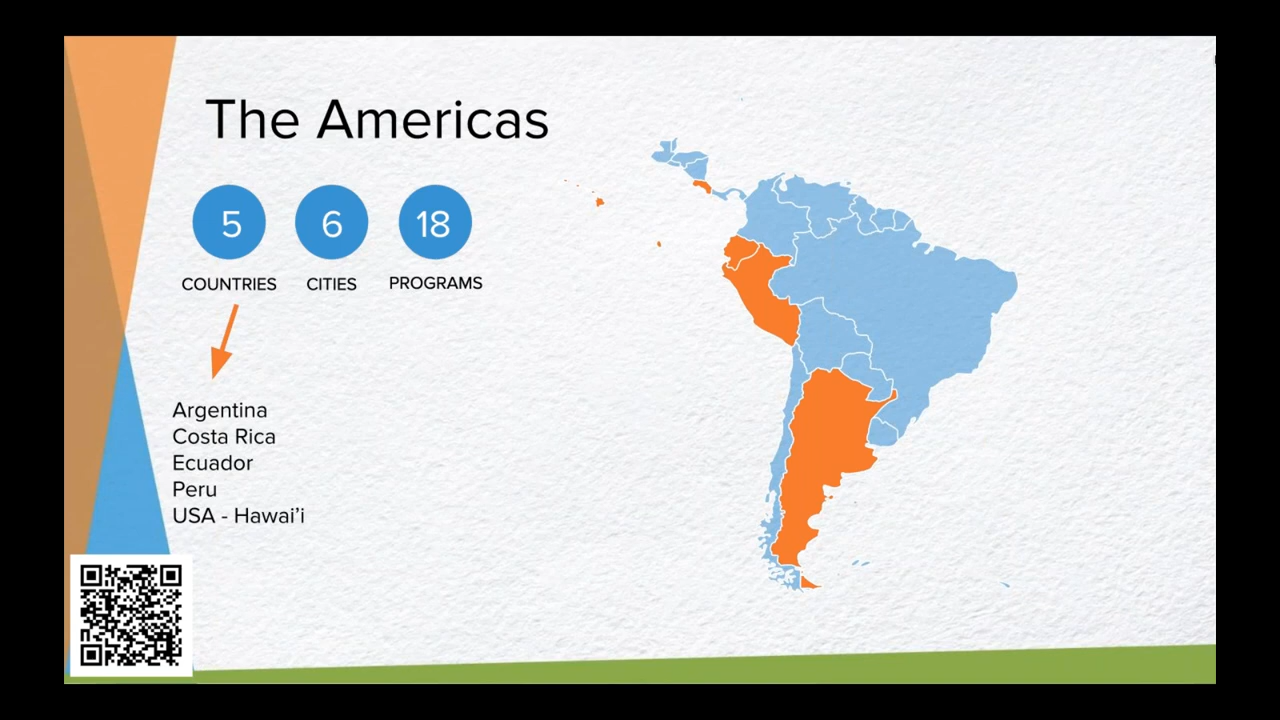 The Americas
5
6
18
COUNTRIES
CITIES
PROGRAMS
Argentina
Costa Rica
Ecuador
Peru
USA - Hawai’i